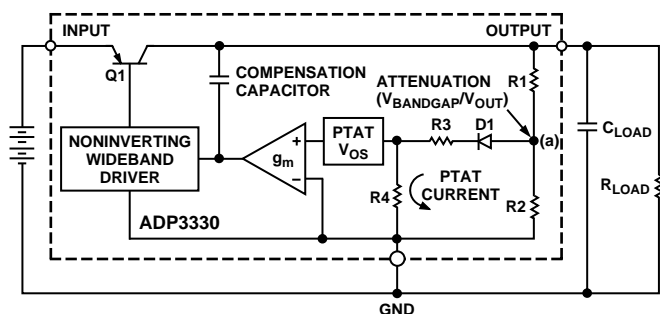 INPUT
OUTPUT
Q1
COMPENSATION
CAPACITOR
ATTENUATION
(VBANDGAP/VOUT)
R1
R3
D1
(a)
PTAT
VOS
NONINVERTING
WIDEBAND
DRIVER
gm
+
−
R4
PTAT
CURRENT
R2
CLOAD
RLOAD
ADP3330
GND